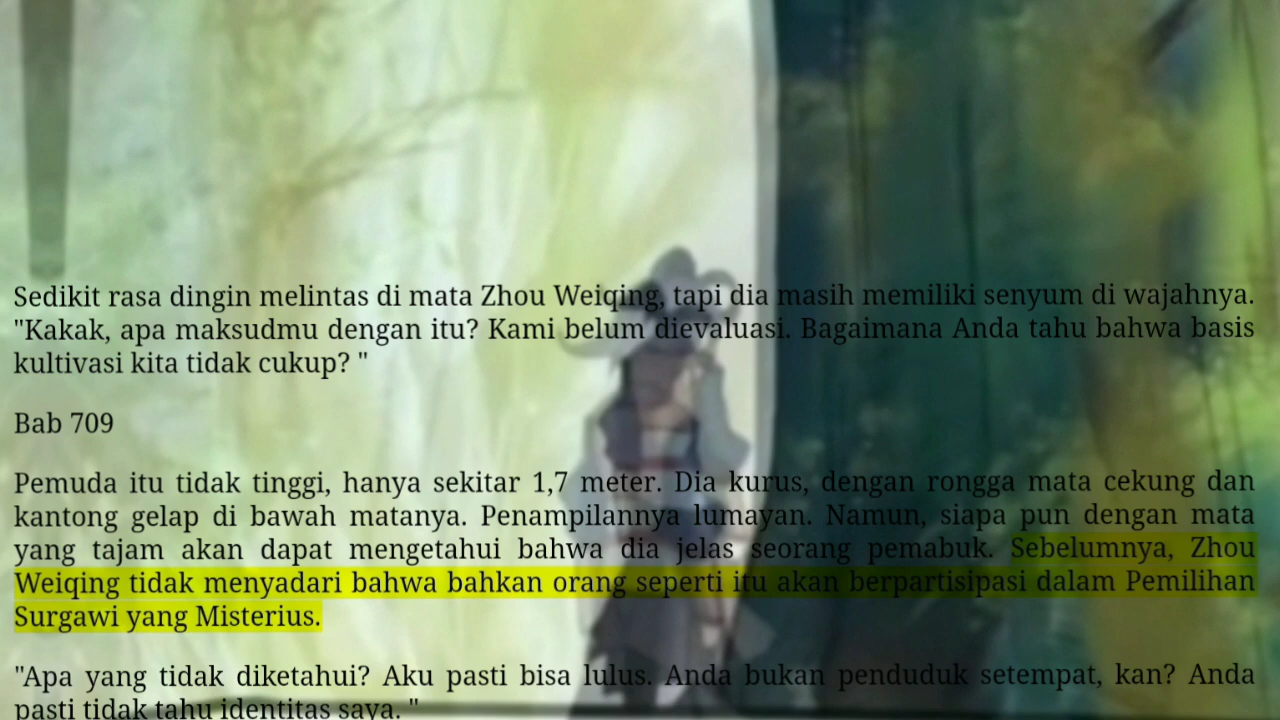 Sedikit rasa dingin melintas di mata Zhou Weiqing, tapi dia masih memiliki senyum di wajahnya.
"Kakak, apa maksudmu dengan itu? Kami belum dievaluasi. Bagaimana Anda tahu bahwa basis
kultivasi kita tidak cukup? "
Bab 709
Pemuda itu tidak tinggi, hanya sekitar 1,7 meter. Dia kurus, dengan rongga mata cekung dan
kantong gelap di bawah matanya. Penampilannya lumayan. Namun, siapa pun dengan mata
yang tajam akan dapat mengetahui bahwa dia jelas seorang pemabuk. Sebelumnya, Zhou
Weiqing tidak menyadari bahwa bahkan orang seperti itu akan berpartisipasi dalam Pemilihan
Surgawi yang Misterius.
"Apa yang tidak diketahui? Aku pasti bisa lulus. Anda bukan penduduk setempat, kan? Anda
pasti tidak tahu identitas saya. "